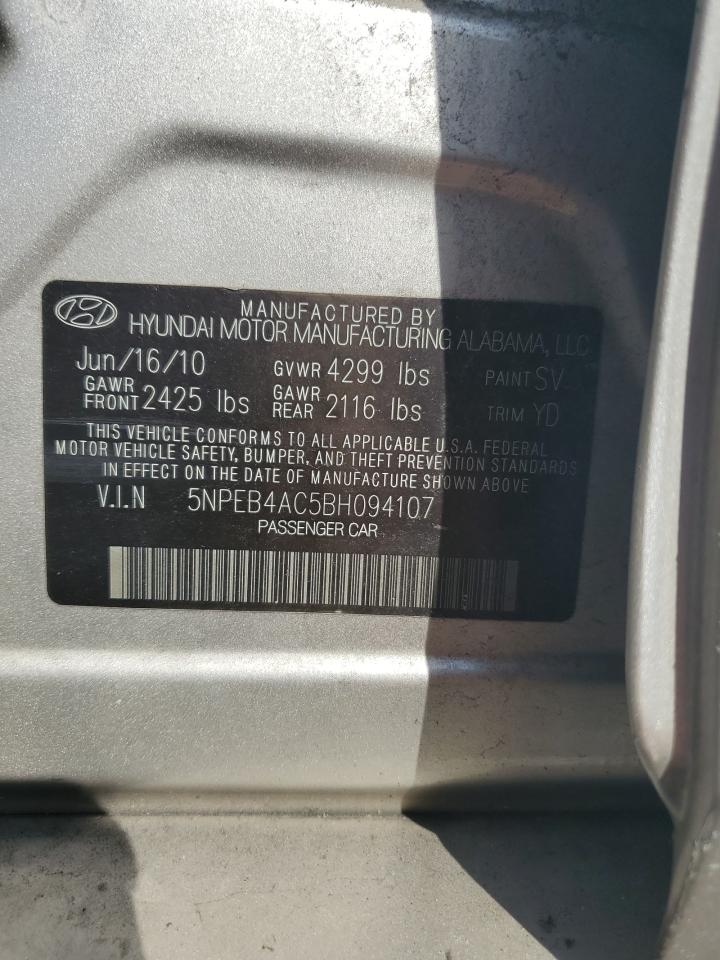 MANUFACTURED BY
HYUNDAI MOTOR MANUFACTURING ALABAMA, LLC
Jun/16/10 GVWR 4299 lbs PAINT SV
GAWR FRONT 2425 lbs GAWR REAR 2116 lbs TRIM YD
THIS VEHICLE CONFORMS TO ALL APPLICABLE U.S.A. FEDERAL
MOTOR VEHICLE SAFETY, BUMPER, AND THEFT PREVENTION STANDARDS
IN EFFECT ON THE DATE OF MANUFACTURE SHOWN ABOVE
V.I.N 5NPEB4AC5BH094107
PASSENGER CAR